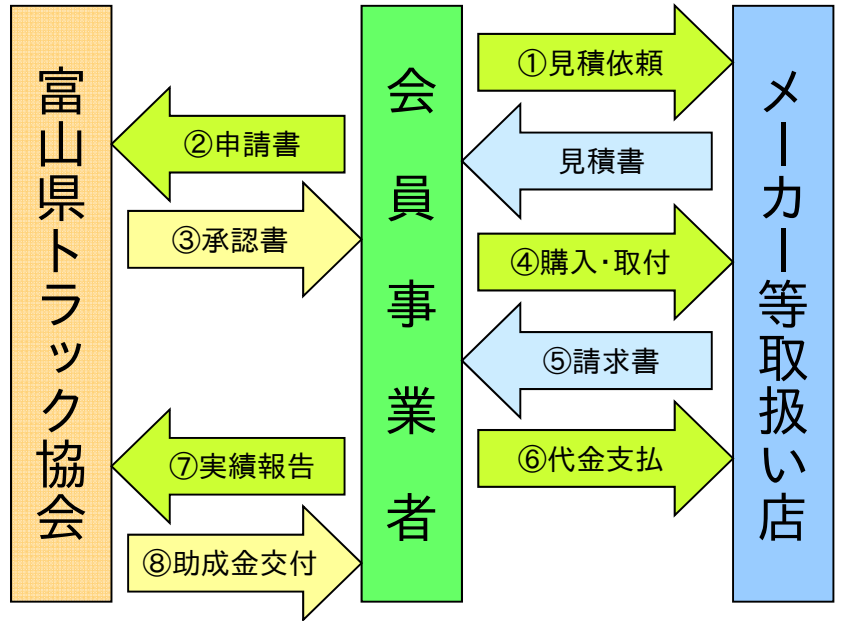 富山県トラック協会
②申請書
③承認書
⑦実績報告
⑧助成金交付
会員事業者
①見積依頼
見積書
④購入・取付
⑤請求書
⑥代金支払
メーカー等取扱い店